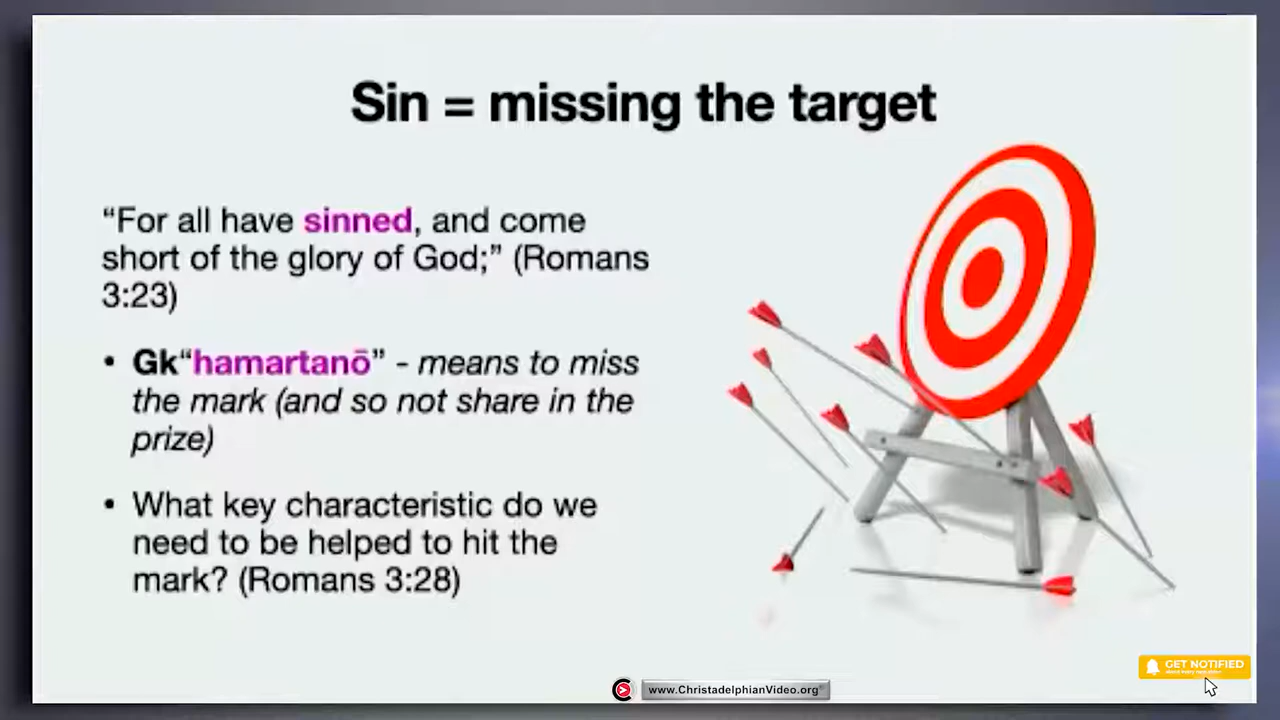 Sin = missing the target
“For all have sinned, and come
short of the glory of God;” (Romans
3:23)
• Gk“hamartanō” - means to miss
the mark (and so not share in the
prize)
• What key characteristic do we
need to be helped to hit the
mark? (Romans 3:28)
GET NOTIFIED
www.ChristadelphianVideo.org